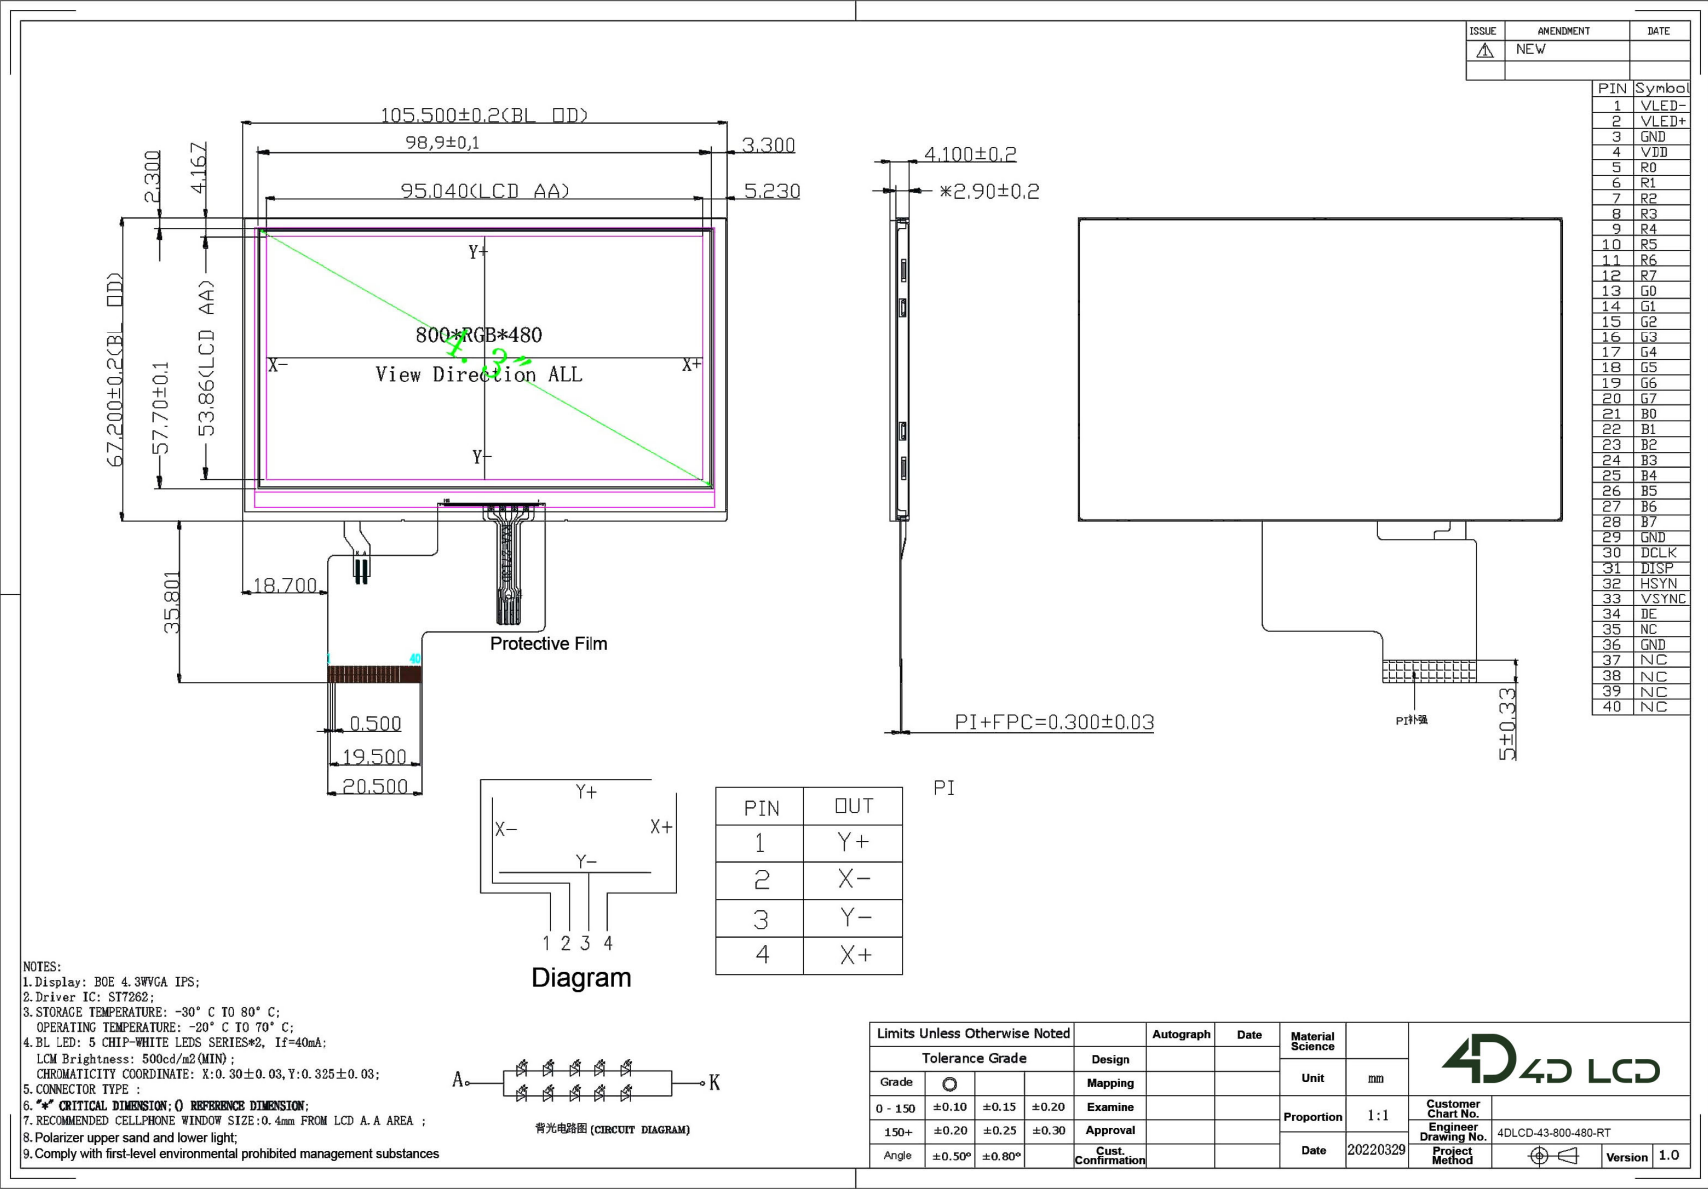 ISSUE AMENDMENT DATE
1 NEW
PIN Symbol
1 VLED-
2 VLED+
3 GND
4 VDD
5 R0
6 R1
7 R2
8 R3
9 R4
10 R5
11 R6
12 R7
13 G0
14 G1
15 G2
16 G3
17 G4
18 G5
19 G6
20 G7
21 B0
22 B1
23 B2
24 B3
25 B4
26 B5
27 B6
28 B7
29 GND
30 DCLK
31 DISP
32 HSYN
33 VSYNC
34 DE
35 NC
36 GND
37 NC
38 NC
39 NC
40 NC
105.500±0.2(BL OD)
98,9±0,1
3.300
95.040(LCD AA)
5.230
2.300
4.167
67.200±0.2(BL OD)
57.70±0.1
53.86(LCD AA)
Y+
800*RGB*480
4.3"
X-
X+
View Direction ALL
Y-
K A
35.801
18.700
Protective Film
1 40
0.500
19.500
20.500
4.100±0.2
*2.90±0.2
PI+FPC=0.300±0.03
PI补强
5±0.33
PI
Y+
X-
X+
Y-
1 2 3 4
Diagram
PIN OUT
1 Y+
2 X-
3 Y-
4 X+
NOTES:
1.Display: BOE 4.3WVGA IPS;
2.Driver IC: ST7262;
3.STORAGE TEMPERATURE: -30° C TO 80° C;
OPERATING TEMPERATURE: -20° C TO 70° C;
4.BL LED: 5 CHIP-WHITE LEDS SERIES*2, If=40mA;
LCM Brightness: 500cd/m2(MIN);
CHROMATICITY COORDINATE: X:0.30±0.03,Y:0.325±0.03;
5.CONNECTOR TYPE :
6."*" CRITICAL DIMENSION;() REFERENCE DIMENSION;
7.RECOMMENDED CELLPHONE WINDOW SIZE:0.4mm FROM LCD A.A AREA ;
8.Polarizer upper sand and lower light;
9.Comply with first-level environmental prohibited management substances
A K
背光电路图(CIRCUIT DIAGRAM)
Limits Unless Otherwise Noted
Tolerance Grade
Grade
0 - 150 ±0.10 ±0.15 ±0.20
150+ ±0.20 ±0.25 ±0.30
Angle ±0.50° ±0.80°
Autograph Date
Design
Mapping
Examine
Approval
Cust.
Confirmation
Material
Science
Unit mm
Proportion 1:1
Date 20220329
4D 4D LCD
Customer
Chart No.
Engineer
Drawing No. 4DLCD-43-800-480-RT
Project
Method
Version 1.0